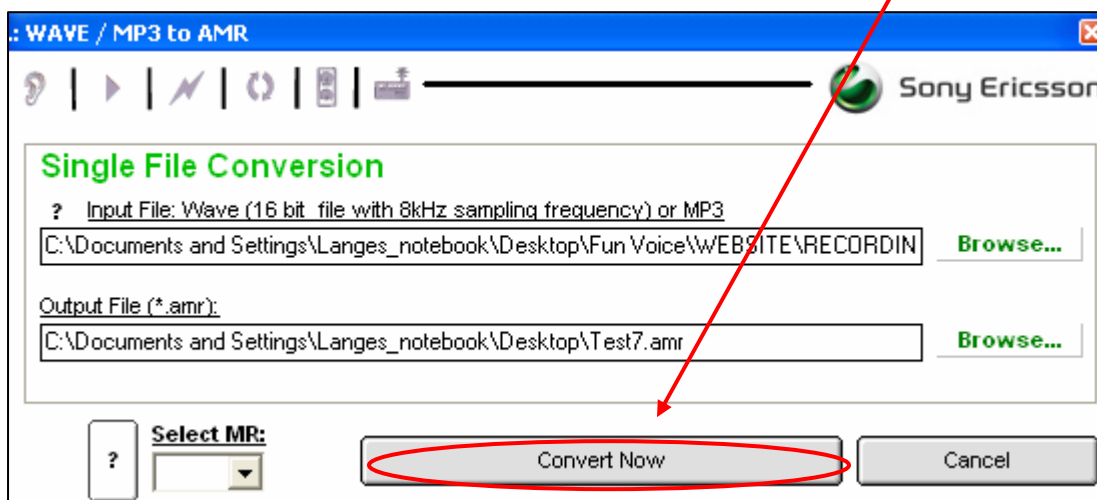 .: WAVE / MP3 to AMR
Sony Ericsson
Single File Conversion
? Input File: Wave (16 bit file with 8kHz sampling frequency) or MP3
C:\Documents and Settings\Langes_notebook\Desktop\Fun Voice\WEBSITE\RECORDIN
Browse...
Output File (*.amr):
C:\Documents and Settings\Langes_notebook\Desktop\Test7.amr
Browse...
? Select MR:
Convert Now
Cancel